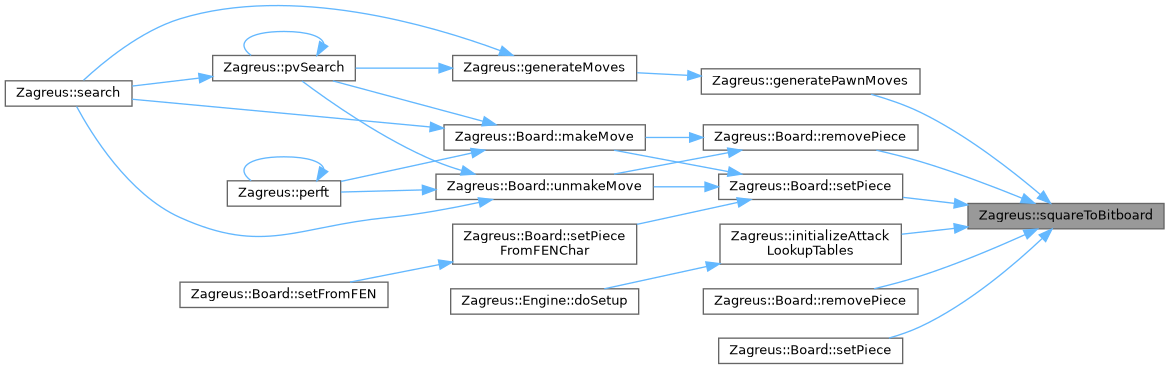 Zagreus::search
Zagreus::pvSearch
Zagreus::perft
Zagreus::Board::setFromFEN
Zagreus::generateMoves
Zagreus::Board::makeMove
Zagreus::Board::unmakeMove
Zagreus::Board::setPiece
FromFENChar
Zagreus::Engine::doSetup
Zagreus::generatePawnMoves
Zagreus::Board::removePiece
Zagreus::Board::setPiece
Zagreus::initializeAttack
LookupTables
Zagreus::Board::removePiece
Zagreus::Board::setPiece
Zagreus::squareToBitboard